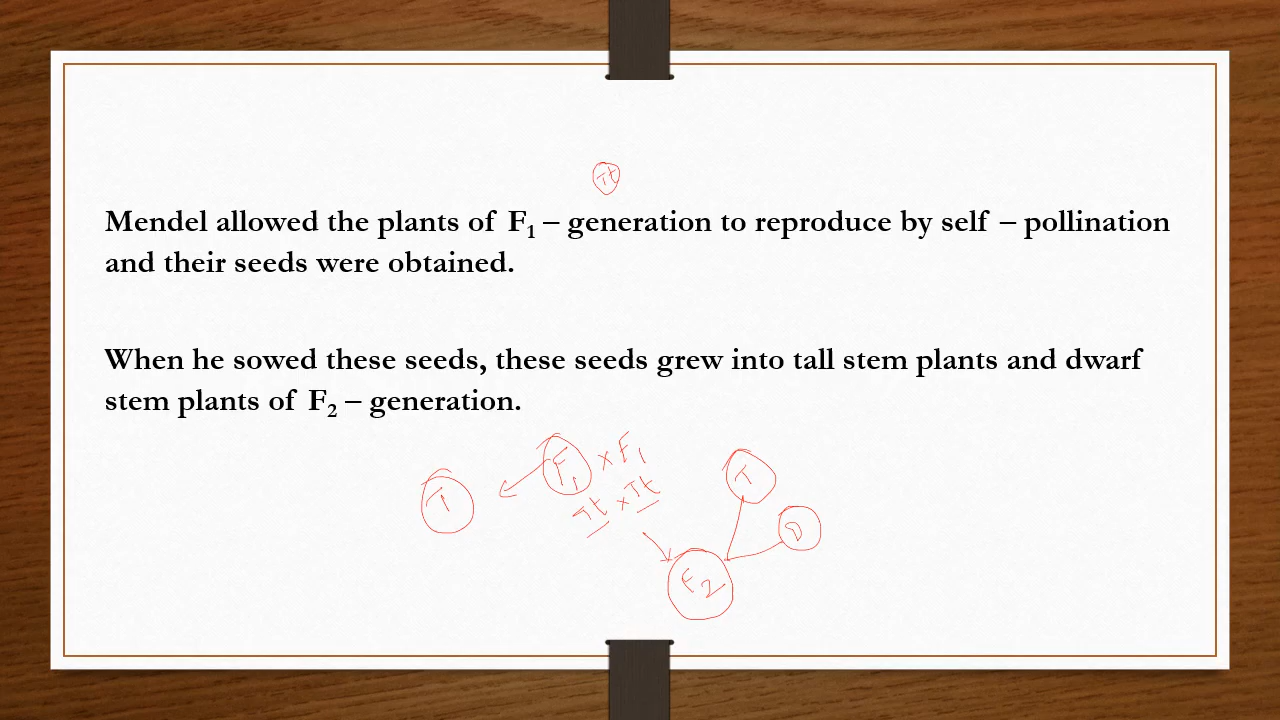 Tt
Mendel allowed the plants of F₁ – generation to reproduce by self – pollination
and their seeds were obtained.
When he sowed these seeds, these seeds grew into tall stem plants and dwarf
stem plants of F₂ – generation.
T F₁ × F₁ T
Tt × Tt D
F₂